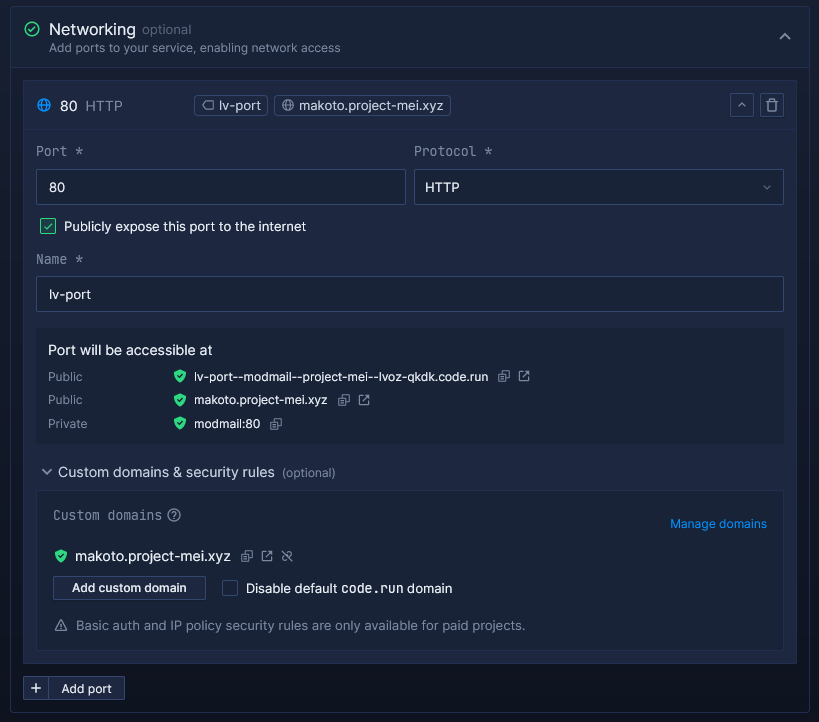 Networking optional
Add ports to your service, enabling network access
80 HTTP lv-port makoto.project-mei.xyz
Port * Protocol *
80 HTTP
Publicly expose this port to the internet
Name *
lv-port
Port will be accessible at
Public lv-port--modmail--project-mei--lvoz-qkdk.code.run
Public makoto.project-mei.xyz
Private modmail:80
Custom domains & security rules (optional)
Custom domains
Manage domains
makoto.project-mei.xyz
Add custom domain Disable default code.run domain
Basic auth and IP policy security rules are only available for paid projects.
+ Add port